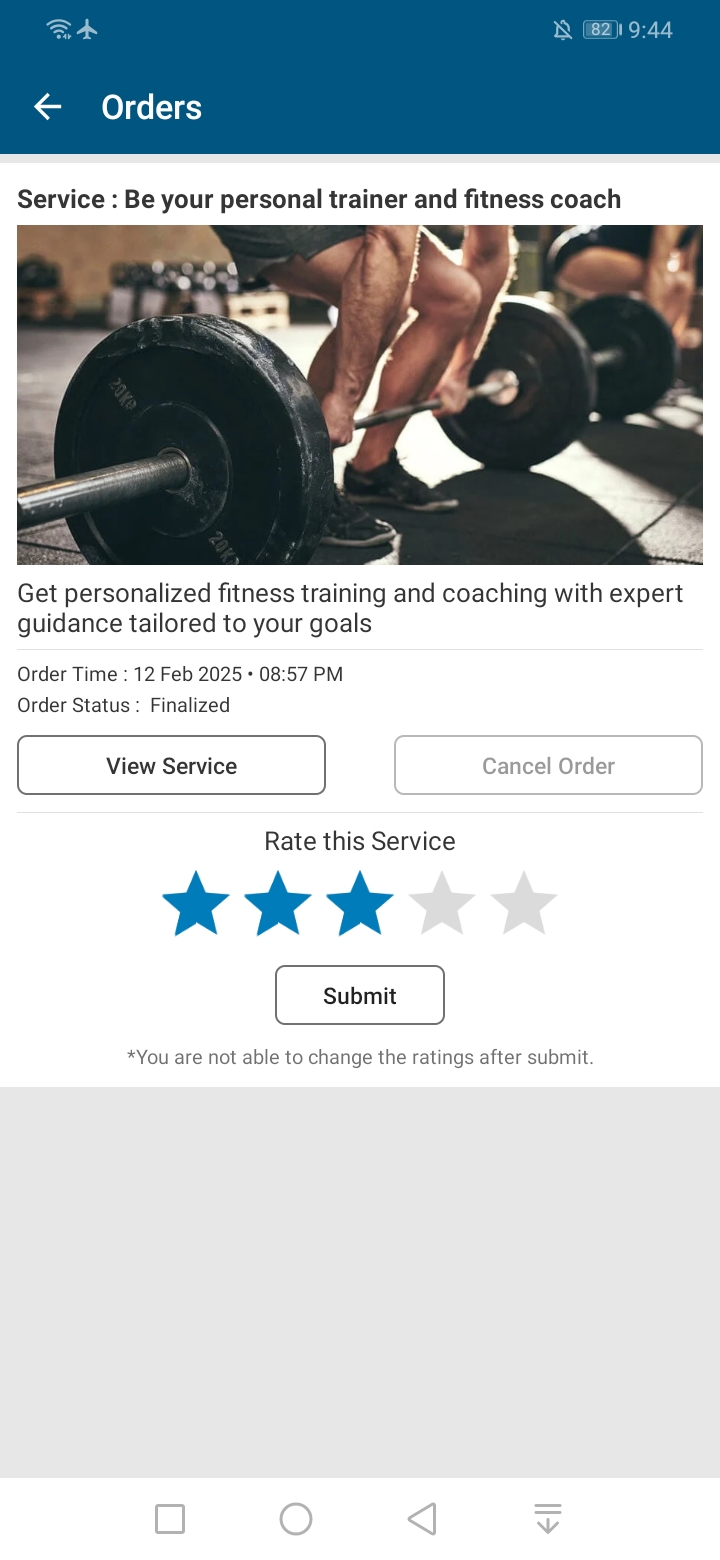 82 9:44
Orders
Service : Be your personal trainer and fitness coach
20KG
20KG
Get personalized fitness training and coaching with expert
guidance tailored to your goals
Order Time : 12 Feb 2025 • 08:57 PM
Order Status : Finalized
View Service
Cancel Order
Rate this Service
Submit
*You are not able to change the ratings after submit.